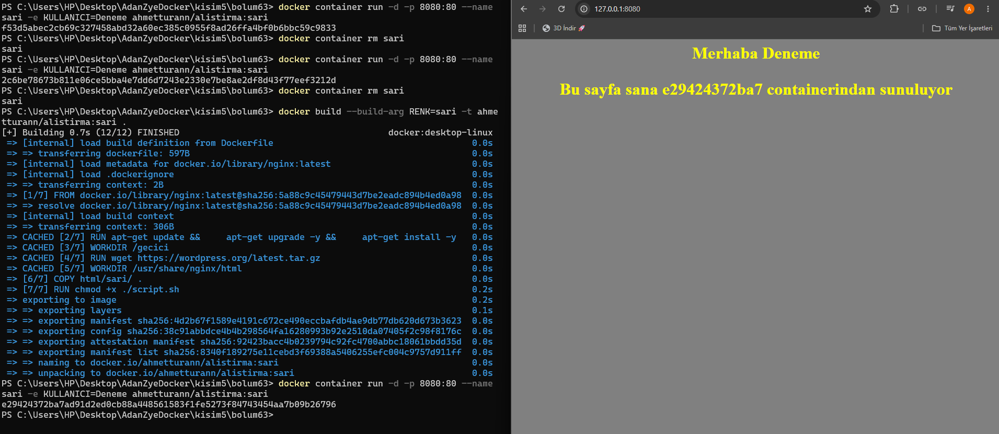 PS C:\Users\HP\Desktop\AdanZyeDocker\kisim5\bolum63> docker container run -d -p 8080:80 --name
sari -e KULLANICI=Deneme ahmetturann/alistirma:sari
f53d5abec2cb69c327458abd32a60ec385c0955f8ad26ffa4bf0b6bbc59c9833
PS C:\Users\HP\Desktop\AdanZyeDocker\kisim5\bolum63> docker container rm sari
sari
PS C:\Users\HP\Desktop\AdanZyeDocker\kisim5\bolum63> docker container run -d -p 8080:80 --name
sari -e KULLANICI=Deneme ahmetturann/alistirma:sari
2c6be78673b811e06ce5bba4e7dd6d7243e2330e7be8ae2df8d43f77eef3212d
PS C:\Users\HP\Desktop\AdanZyeDocker\kisim5\bolum63> docker container rm sari
sari
PS C:\Users\HP\Desktop\AdanZyeDocker\kisim5\bolum63> docker build --build-arg RENK=sari -t ahme
tturann/alistirma:sari .
[+] Building 0.7s (12/12) FINISHED docker:desktop-linux
=> [internal] load build definition from Dockerfile 0.0s
=> => transferring dockerfile: 597B 0.0s
=> [internal] load metadata for docker.io/library/nginx:latest 0.0s
=> [internal] load .dockerignore 0.0s
=> => transferring context: 2B 0.0s
=> [1/7] FROM docker.io/library/nginx:latest@sha256:5a88c9c45479443d7be2eadc894b4ed0a98 0.0s
=> => resolve docker.io/library/nginx:latest@sha256:5a88c9c45479443d7be2eadc894b4ed0a98 0.0s
=> [internal] load build context 0.0s
=> => transferring context: 306B 0.0s
=> CACHED [2/7] RUN apt-get update &&     apt-get upgrade -y &&     apt-get install -y 0.0s
=> CACHED [3/7] WORKDIR /gecici 0.0s
=> CACHED [4/7] RUN wget https://wordpress.org/latest.tar.gz 0.0s
=> CACHED [5/7] WORKDIR /usr/share/nginx/html 0.0s
=> [6/7] COPY html/sari/ . 0.0s
=> [7/7] RUN chmod +x ./script.sh 0.2s
=> exporting to image 0.2s
=> => exporting layers 0.1s
=> => exporting manifest sha256:4d2b67f1589e4191c672ce490eccbafdb4ae9db77db620d673b3623 0.0s
=> => exporting config sha256:38c91abbdce4b4b298564fa16280993b92e2510da07405f2c98f8176c 0.0s
=> => exporting attestation manifest sha256:92423bacc4b0239794c92fc4700abbc18061bbdd35d 0.0s
=> => exporting manifest list sha256:8340f189275e11cebd3f69388a5406255efc004c9757d911ff 0.0s
=> => naming to docker.io/ahmetturann/alistirma:sari 0.0s
=> => unpacking to docker.io/ahmetturann/alistirma:sari 0.0s
PS C:\Users\HP\Desktop\AdanZyeDocker\kisim5\bolum63> docker container run -d -p 8080:80 --name
sari -e KULLANICI=Deneme ahmetturann/alistirma:sari
e29424372ba7ad91d2ed0cb88a448561583f1fe5273f84743454aa7b09b26796
PS C:\Users\HP\Desktop\AdanZyeDocker\kisim5\bolum63>
127.0.0.1:8080
A
3D İndir 🚀
Tüm Yer İşaretleri
Merhaba Deneme
Bu sayfa sana e29424372ba7 containerindan sunuluyor